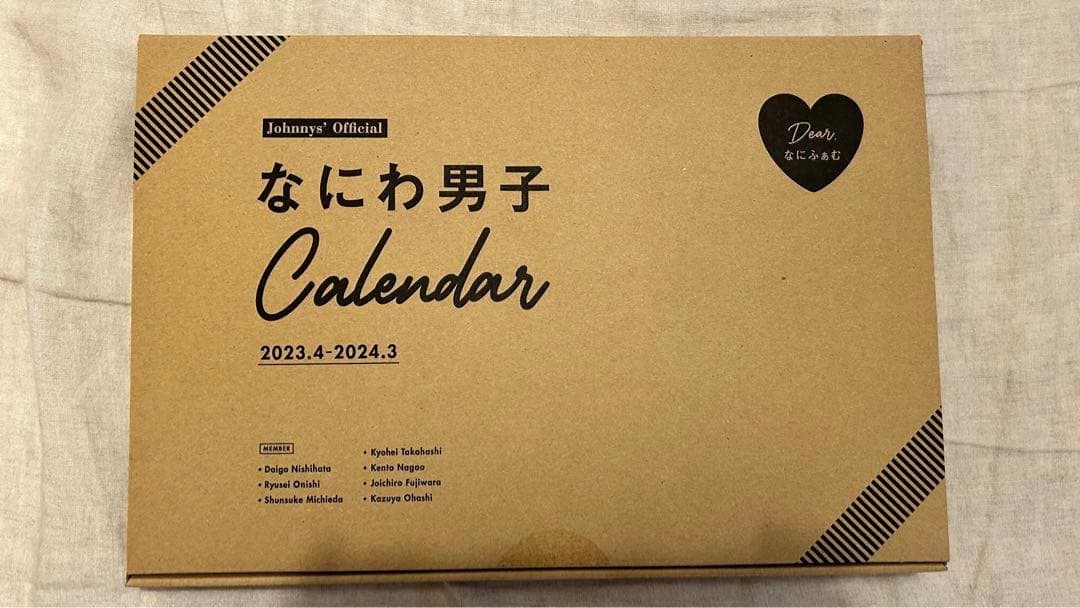 Johnnys' Official
なにわ男子
Calendar
2023.4-2024.3
Dear.
なにふぁむ
MEMBER
• Daigo Nishihata
• Ryusei Onishi
• Shunsuke Michieda
• Kyohei Takahashi
• Kento Nagao
• Joichiro Fujiwara
• Kazuya Ohashi